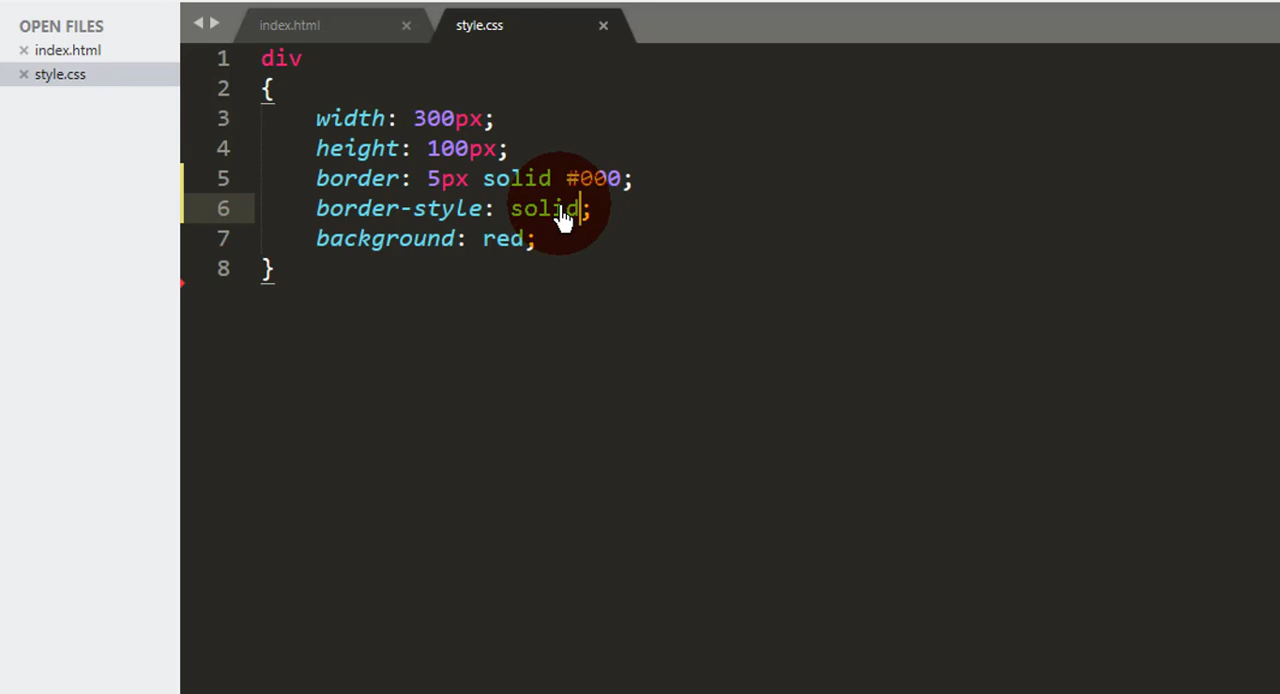 OPEN FILES
index.html
style.css
index.html
style.css
1 div
2 {
3 width: 300px;
4 height: 100px;
5 border: 5px solid #000;
6 border-style: solid;
7 background: red;
8 }